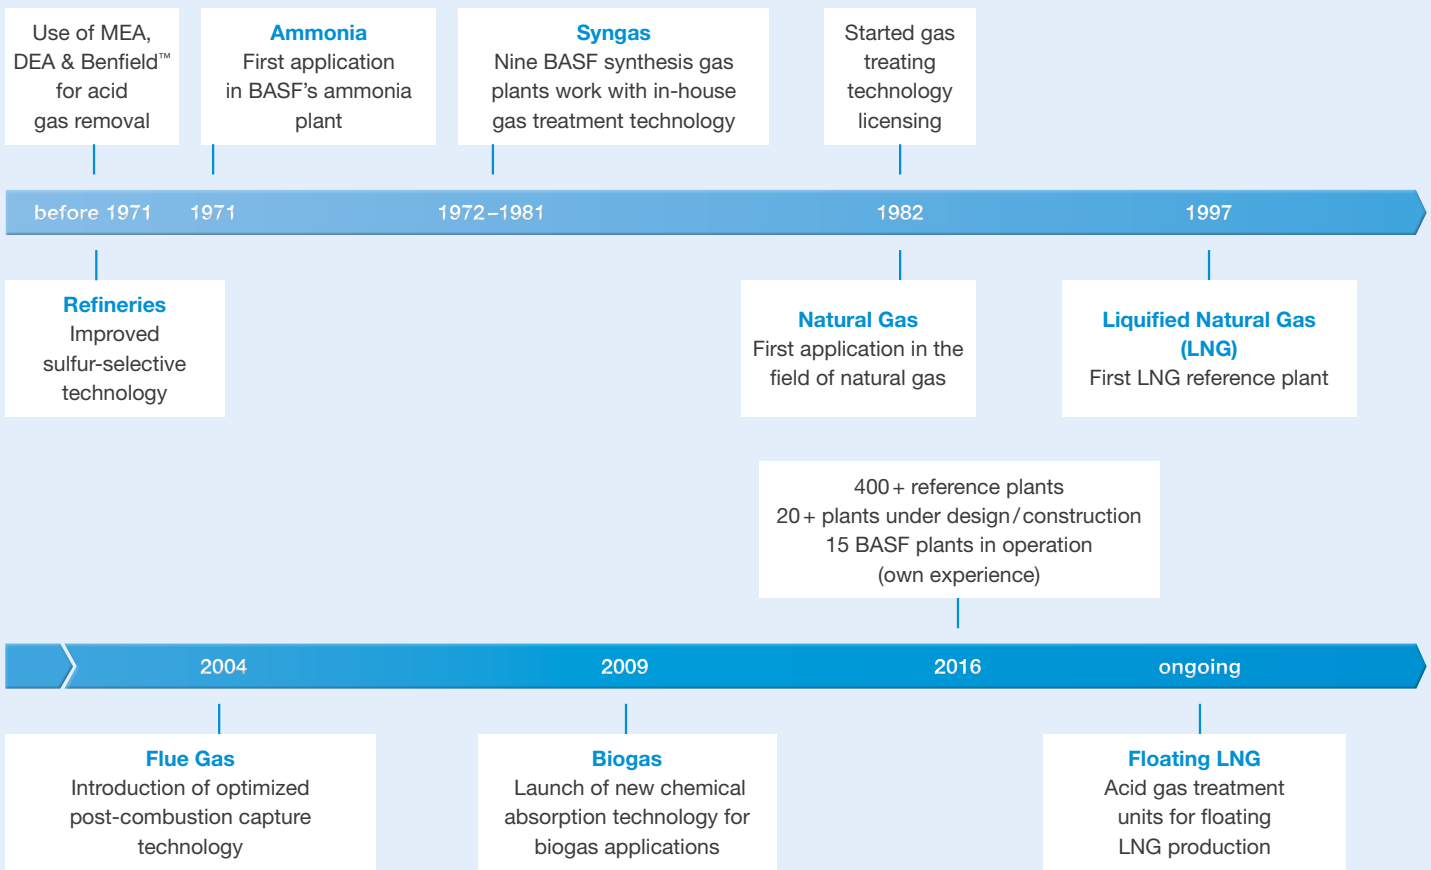 Use of MEA,
DEA & Benfield™
for acid
gas removal
Ammonia
First application
in BASF's ammonia
plant
Syngas
Nine BASF synthesis gas
plants work with in-house
gas treatment technology
Started gas
treating
technology
licensing
before 1971
1971
1972–1981
1982
1997
Refineries
Improved
sulfur-selective
technology
Natural Gas
First application in the
field of natural gas
Liquified Natural Gas
(LNG)
First LNG reference plant
400+ reference plants
20+ plants under design/construction
15 BASF plants in operation
(own experience)
2004
2009
2016
ongoing
Flue Gas
Introduction of optimized
post-combustion capture
technology
Biogas
Launch of new chemical
absorption technology for
biogas applications
Floating LNG
Acid gas treatment
units for floating
LNG production